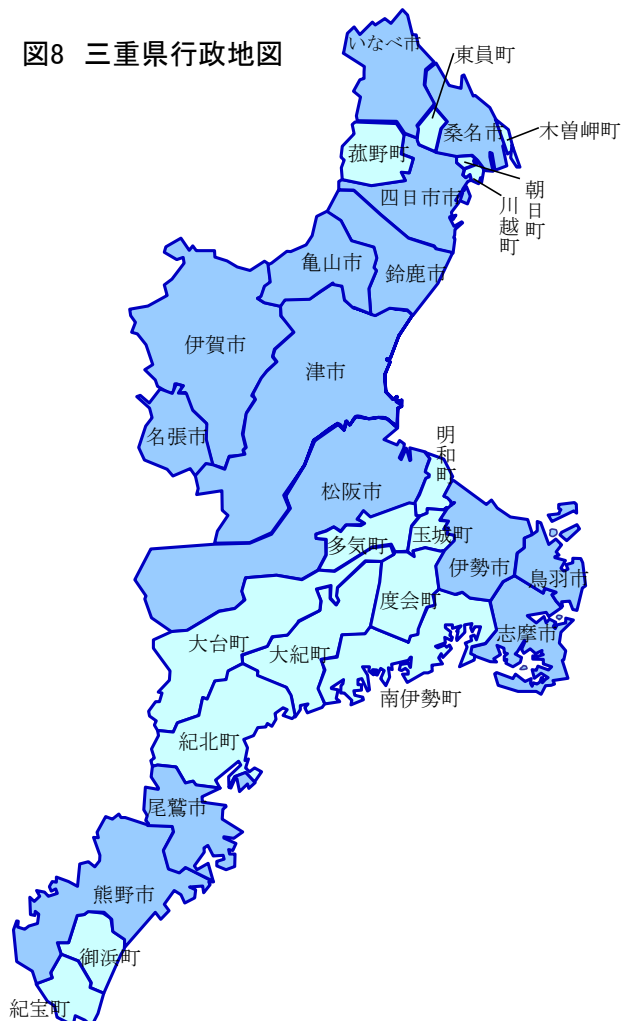 図8 三重県行政地図
いなべ市
東員町
桑名市
木曽岬町
菰野町
朝日町
川越町
四日市市
亀山市
鈴鹿市
伊賀市
津市
名張市
明和町
松阪市
多気町
玉城町
伊勢市
鳥羽市
度会町
志摩市
大台町
大紀町
南伊勢町
紀北町
尾鷲市
熊野市
御浜町
紀宝町